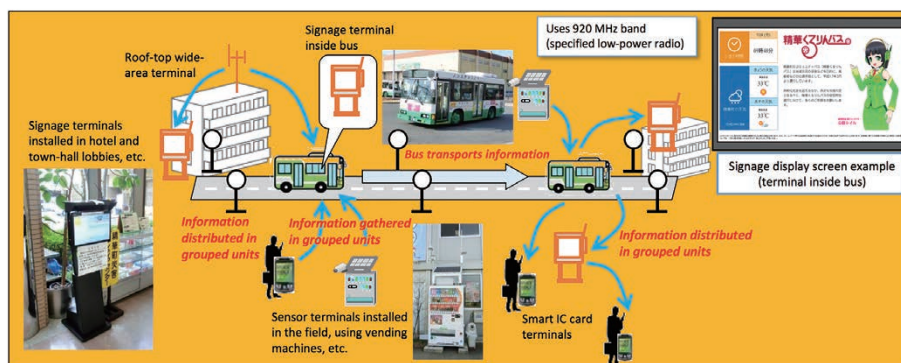 Roof-top wide-
area terminal
Signage terminal
inside bus
Uses 920 MHz band
(specified low-power radio)
精華くるりんバス
Signage terminals
installed in hotel and
town-hall lobbies, etc.
Bus transports information
Signage display screen example
(terminal inside bus)
Information
distributed in
grouped units
Information gathered
in grouped units
Information distributed
in grouped units
Sensor terminals installed
in the field, using vending
machines, etc.
Smart IC card
terminals